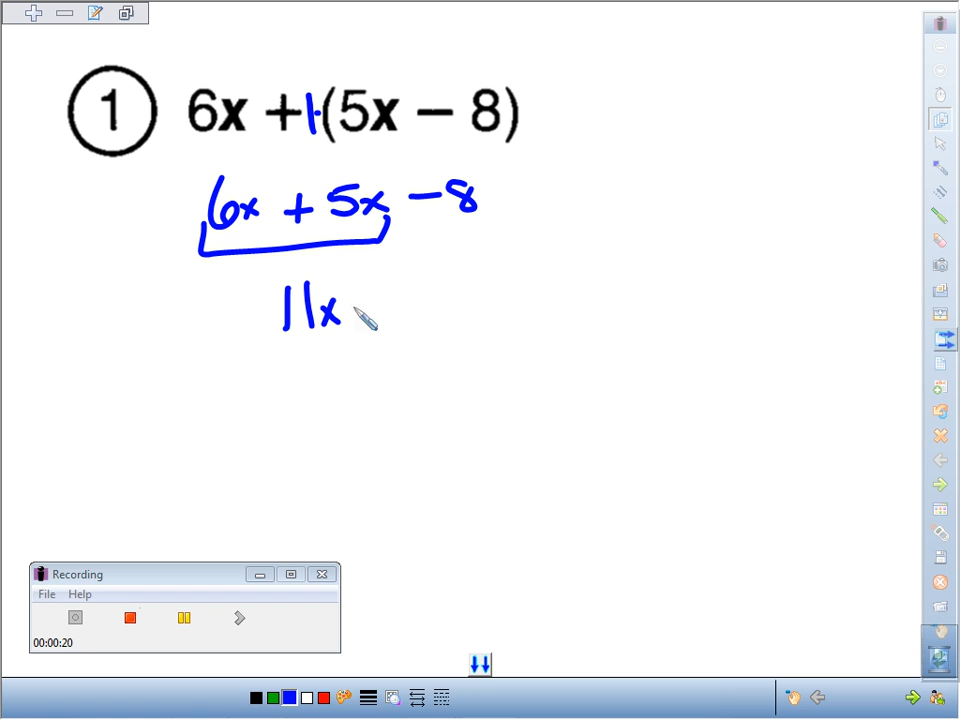 1 6x + 1·(5x − 8)
6x + 5x − 8
11x
Recording
File Help
00:00:20